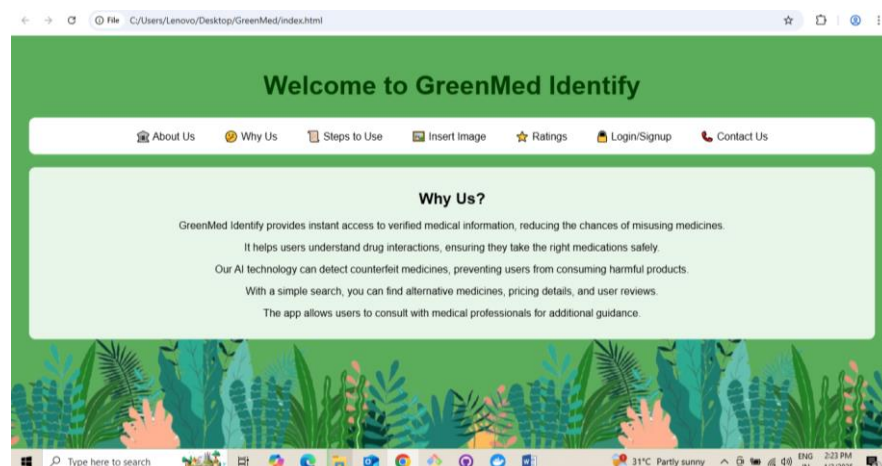 File C:/Users/Lenovo/Desktop/GreenMed/index.html
Welcome to GreenMed Identify
About Us Why Us Steps to Use Insert Image Ratings Login/Signup Contact Us
Why Us?
GreenMed Identify provides instant access to verified medical information, reducing the chances of misusing medicines.
It helps users understand drug interactions, ensuring they take the right medications safely.
Our AI technology can detect counterfeit medicines, preventing users from consuming harmful products.
With a simple search, you can find alternative medicines, pricing details, and user reviews.
The app allows users to consult with medical professionals for additional guidance.
Type here to search 31°C Partly sunny ENG 2:23 PM